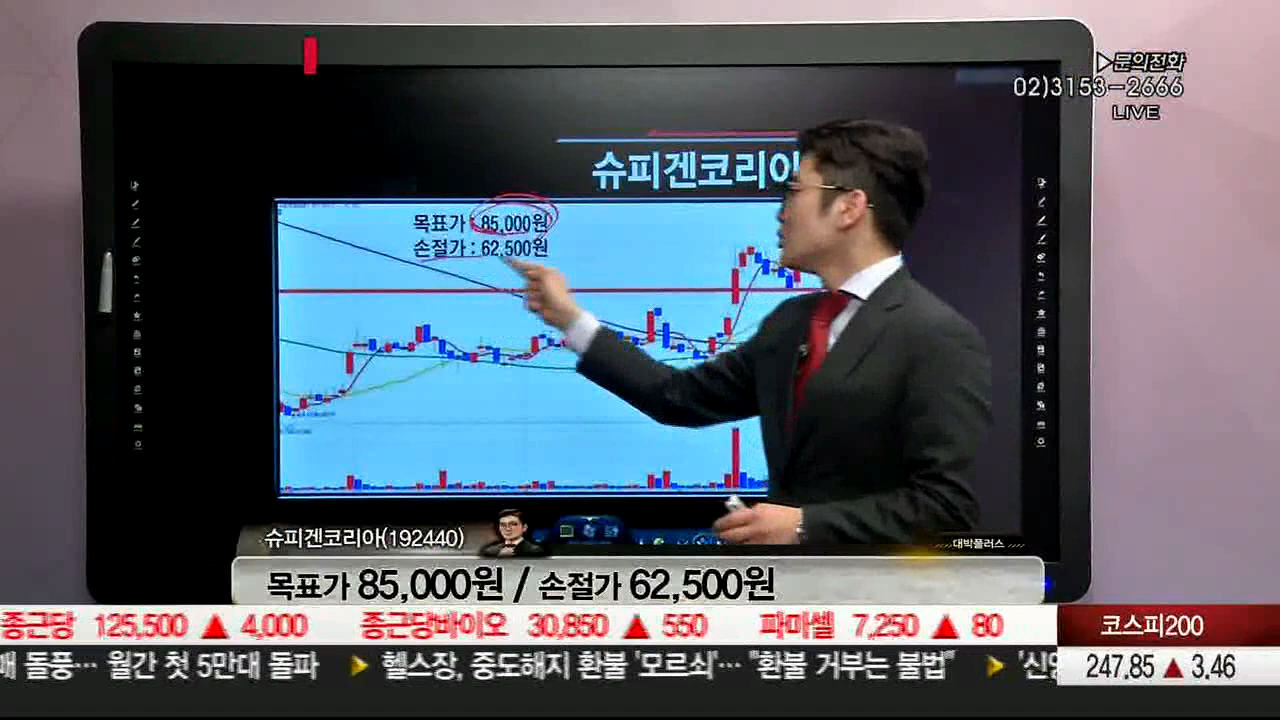 ▷문의전화
02)3153-2666
LIVE
슈피겐코리아
목표가 : 85,000원
손절가 : 62,500원
슈피겐코리아(192440)
대박플러스
목표가 85,000원 / 손절가 62,500원
종근당 125,500 ▲ 4,000 종근당바이오 30,850 ▲ 550 파마셀 7,250 ▲ 80
코스피200
돌풍… 월간 첫 5만대 돌파 ▶ 헬스장, 중도해지 환불 '모르쇠'… "환불 거부는 불법" ▶
247.85 ▲ 3.46